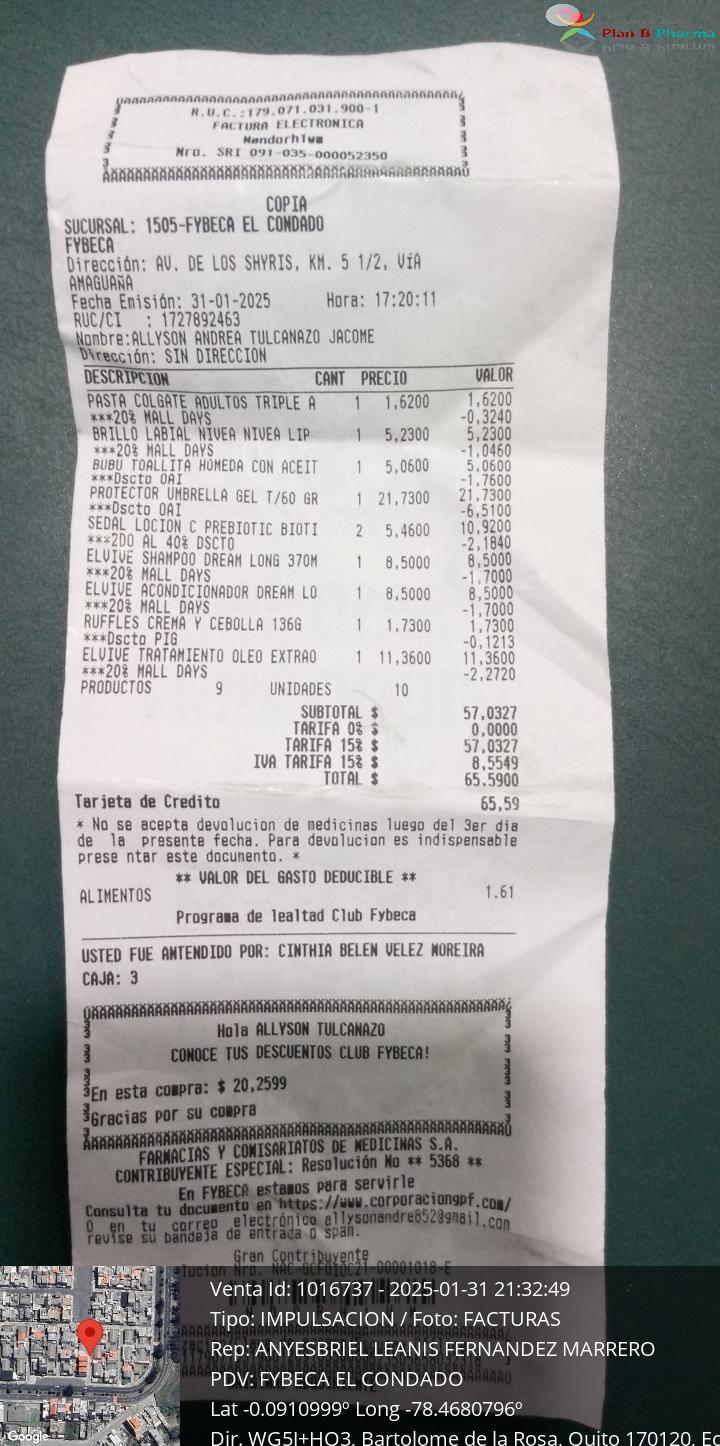 Plan B Pharma
R.U.C.:179.071.031.900-1
FACTURA ELECTRONICA
Nandorhlwa
Nro. SRI 091-035-000052350
COPIA
SUCURSAL: 1505-FYBECA EL CONDADO
FYBECA
Dirección: AV. DE LOS SHYRIS, KM. 5 1/2, VíA
AMAGUAÑA
Fecha Emisión: 31-01-2025 Hora: 17:20:11
RUC/CI : 1727892463
Nombre:ALLYSON ANDREA TULCANAZO JACOME
Dirección: SIN DIRECCION
DESCRIPCION CANT PRECIO VALOR
PASTA COLGATE ADULTOS TRIPLE A 1 1,6200 1,6200
***20% MALL DAYS -0,3240
BRILLO LABIAL NIVEA NIVEA LIP 1 5,2300 5,2300
***20% MALL DAYS -1,0460
BUBU TOALLITA HUMEDA CON ACEIT 1 5,0600 5,0600
***Dscto OAI -1,7600
PROTECTOR UMBRELLA GEL T/60 GR 1 21,7300 21,7300
***Dscto OAI -6,5100
SEDAL LOCION C PREBIOTIC BIOTI 2 5,4600 10,9200
***2DO AL 40% DSCTO -2,1840
ELVIVE SHAMPOO DREAM LONG 370M 1 8,5000 8,5000
***20% MALL DAYS -1,7000
ELVIVE ACONDICIONADOR DREAM LO 1 8,5000 8,5000
***20% MALL DAYS -1,7000
RUFFLES CREMA Y CEBOLLA 136G 1 1,7300 1,7300
***Dscto PIG -0,1213
ELVIVE TRATAMIENTO OLEO EXTRAO 1 11,3600 11,3600
***20% MALL DAYS -2,2720
PRODUCTOS 9 UNIDADES 10
SUBTOTAL $ 57,0327
TARIFA 0% $ 0,0000
TARIFA 15% $ 57,0327
IVA TARIFA 15% $ 8,5549
TOTAL $ 65,5900
Tarjeta de Credito 65,59
* No se acepta devolucion de medicinas luego del 3er dia
de la presente fecha. Para devolucion es indispensable
prese ntar este documento. *
** VALOR DEL GASTO DEDUCIBLE **
ALIMENTOS 1.61
Programa de lealtad Club Fybeca
USTED FUE ANTENDIDO POR: CINTHIA BELEN VELEZ MOREIRA
CAJA: 3
Hola ALLYSON TULCANAZO
CONOCE TUS DESCUENTOS CLUB FYBECA!
En esta compra: $ 20,2599
Gracias por su compra
FARMACIAS Y COMISARIATOS DE MEDICINAS S.A.
CONTRIBUYENTE ESPECIAL: Resolución No ** 5368 **
En FYBECA estamos para servirle
Consulta tu documento en https://www.corporaciongpf.com/
O en tu correo electrónico allysonandre852@gmail.com
revise su bandeja de entrada o spam.
Gran Contribuyente
lucion Nro. NAC-GCFOIOC21-00001018-E
Venta Id: 1016737 - 2025-01-31 21:32:49
Tipo: IMPULSACION / Foto: FACTURAS
Rep: ANYESBRIEL LEANIS FERNANDEZ MARRERO
PDV: FYBECA EL CONDADO
Lat -0.0910999º Long -78.4680796º
Dir. WG5J+HQ3, Bartolome de la Rosa, Quito 170120, Ec
Google